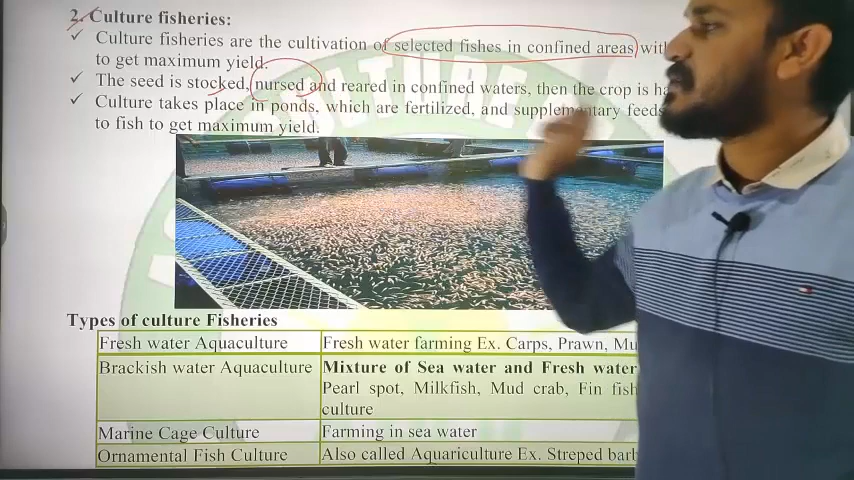 2. Culture fisheries:
✓ Culture fisheries are the cultivation of selected fishes in confined areas with
to get maximum yield.
✓ The seed is stocked, nursed and reared in confined waters, then the crop is
✓ Culture takes place in ponds, which are fertilized, and supplementary feeds
to fish to get maximum yield.
Types of culture Fisheries
Fresh water Aquaculture Fresh water farming Ex. Carps, Prawn,
Brackish water Aquaculture Mixture of Sea water and Fresh water
Pearl spot, Milkfish, Mud crab, Fin fish
culture
Marine Cage Culture Farming in sea water
Ornamental Fish Culture Also called Aquariculture Ex. Streped barb